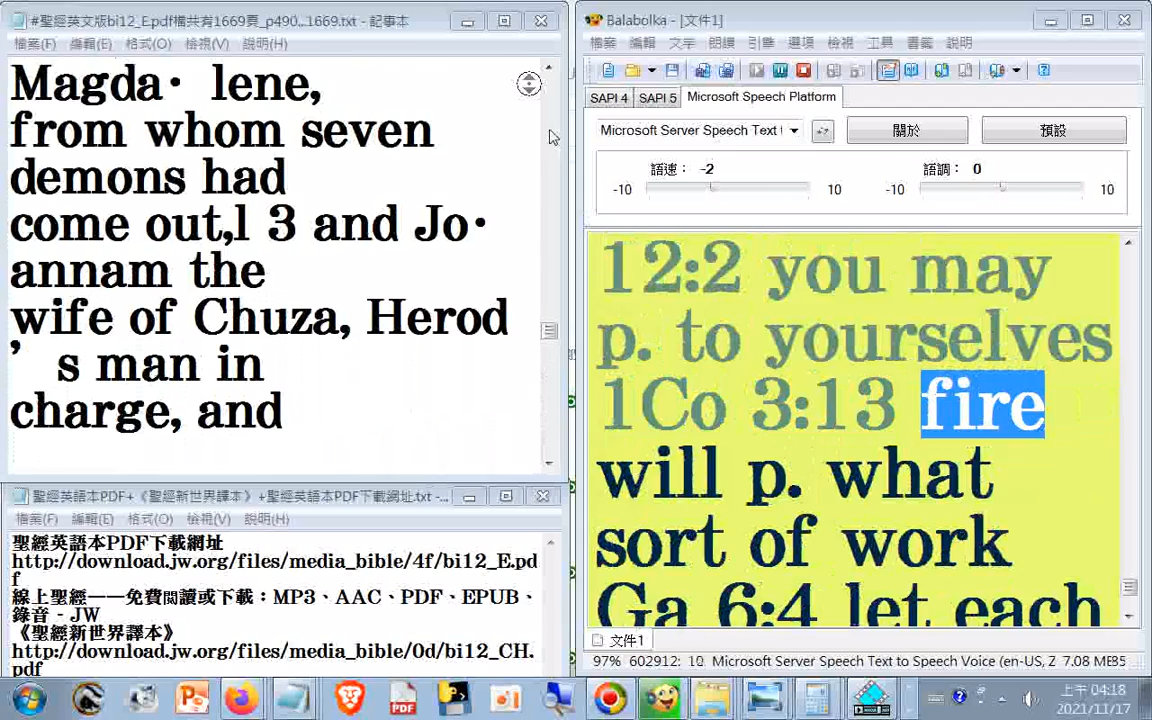 #聖經英文版bi12_E.pdf檔共有1669頁_p490,..1669.txt - 記事本
檔案(F) 編輯(E) 格式(O) 檢視(V) 說明(H)
Magda· lene,
from whom seven
demons had
come out,l 3 and Jo·
annam the
wife of Chuza, Herod
’ s man in
charge, and
聖經英語本PDF+《聖經新世界譯本》+聖經英語本PDF下載網址.txt - ...
檔案(F) 編輯(E) 格式(O) 檢視(V) 說明(H)
聖經英語本PDF下載網址
http://download.jw.org/files/media_bible/4f/bi12_E.pd
f
線上聖經──免費閱讀或下載：MP3、AAC、PDF、EPUB、
錄音 - JW
《聖經新世界譯本》
http://download.jw.org/files/media_bible/0d/bi12_CH.
pdf
Balabolka - [文件1]
檔案 編輯 文字 朗讀 引擎 選項 檢視 工具 書籤 說明
SAPI 4 SAPI 5 Microsoft Speech Platform
Microsoft Server Speech Text 關於 預設
語速： -2 語調： 0
-10 10 -10 10
12:2 you may
p. to yourselves
1Co 3:13 fire
will p. what
sort of work
Ga 6:4 let each
文件1
97% 602912: 10 Microsoft Server Speech Text to Speech Voice (en-US, Z 7.08 MB
上午 04:18
2021/11/17